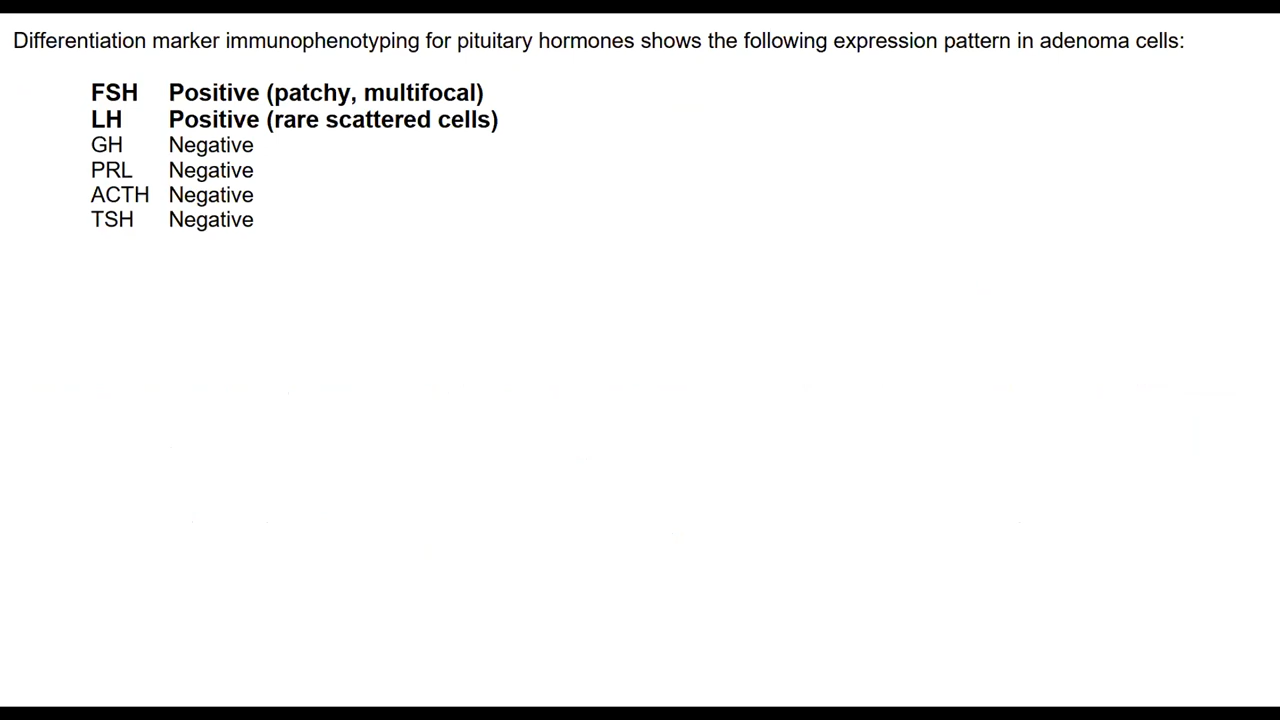 Differentiation marker immunophenotyping for pituitary hormones shows the following expression pattern in adenoma cells:
FSH Positive (patchy, multifocal)
LH Positive (rare scattered cells)
GH Negative
PRL Negative
ACTH Negative
TSH Negative